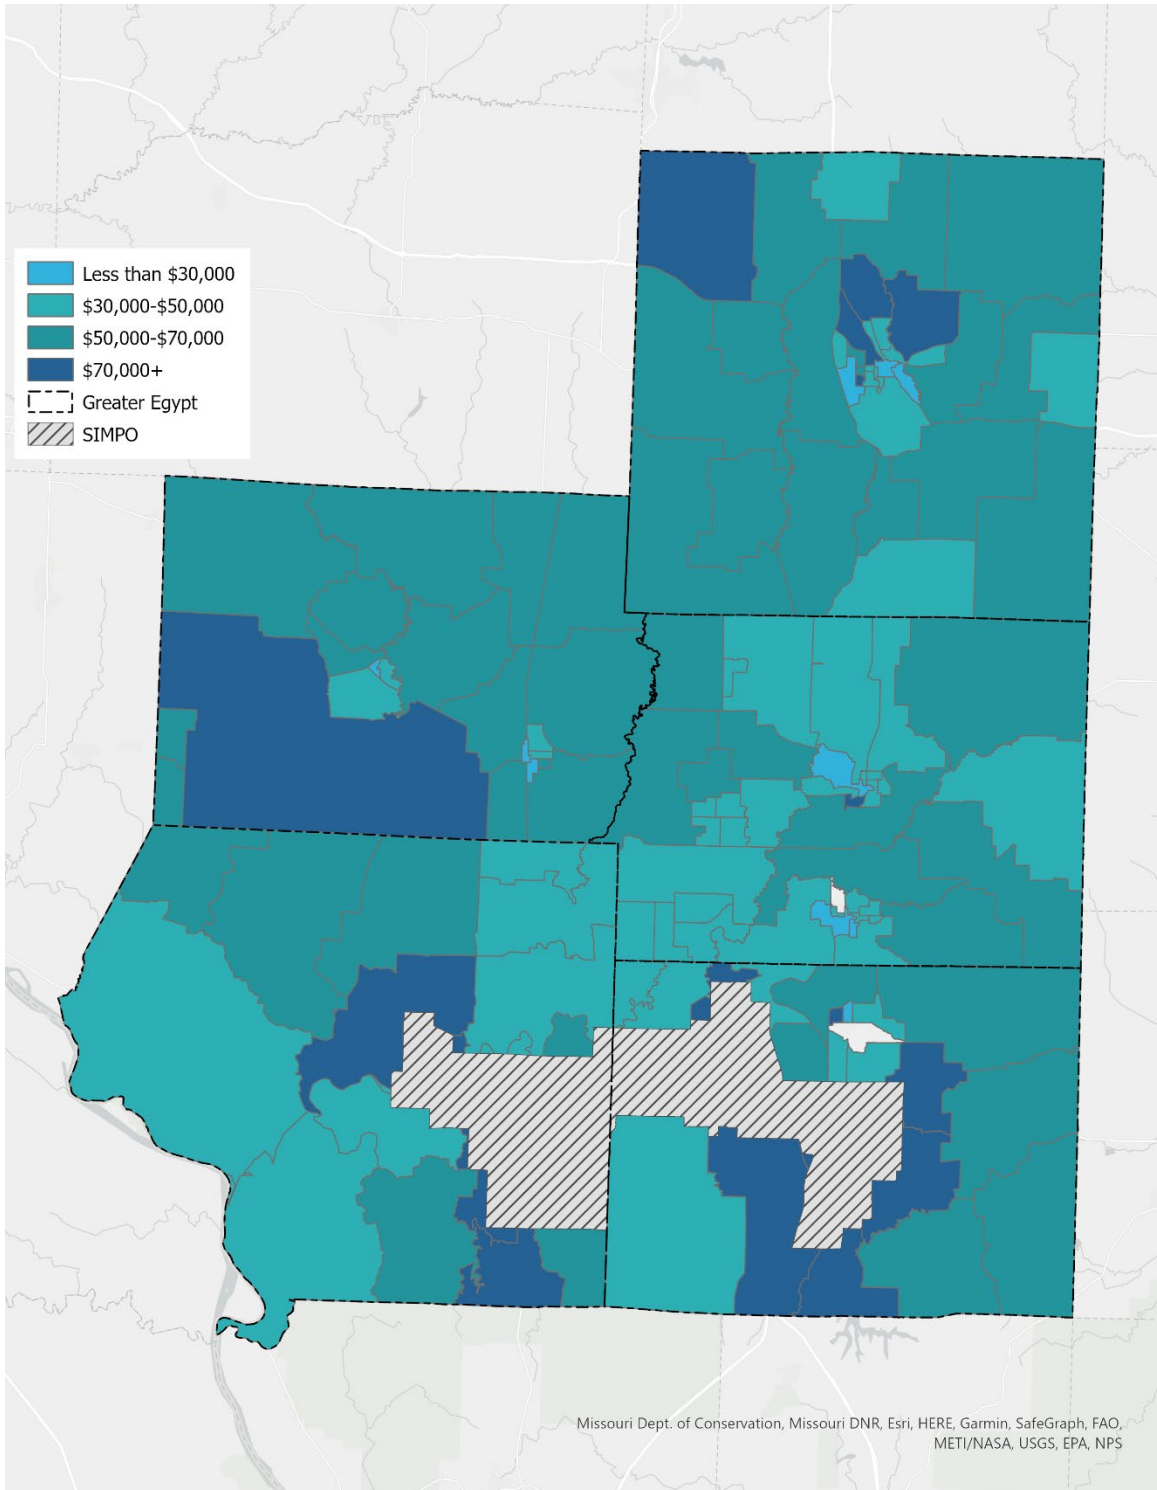 Less than $30,000
$30,000-$50,000
$50,000-$70,000
$70,000+
Greater Egypt
SIMPO
Missouri Dept. of Conservation, Missouri DNR, Esri, HERE, Garmin, SafeGraph, FAO,
METI/NASA, USGS, EPA, NPS